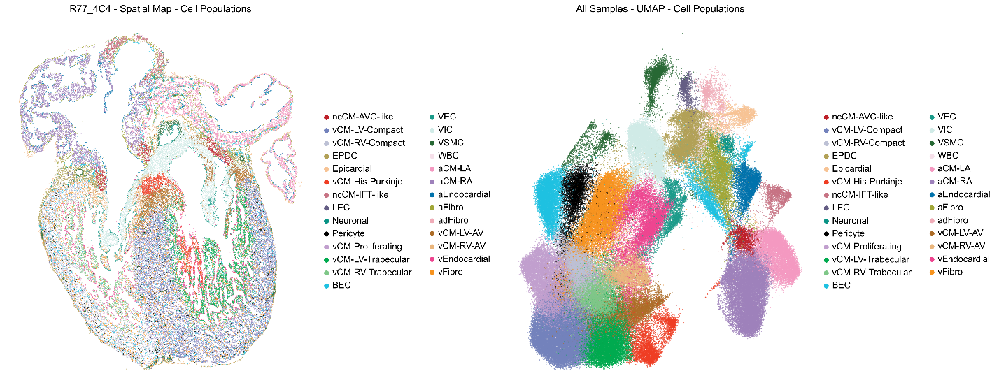 R77_4C4 - Spatial Map - Cell Populations
ncCM-AVC-like
vCM-LV-Compact
vCM-RV-Compact
EPDC
Epicardial
vCM-His-Purkinje
ncCM-IFT-like
LEC
Neuronal
Pericyte
vCM-Proliferating
vCM-LV-Trabecular
vCM-RV-Trabecular
BEC
VEC
VIC
VSMC
WBC
aCM-LA
aCM-RA
aEndocardial
aFibro
adFibro
vCM-LV-AV
vCM-RV-AV
vEndocardial
vFibro
All Samples - UMAP - Cell Populations
ncCM-AVC-like
vCM-LV-Compact
vCM-RV-Compact
EPDC
Epicardial
vCM-His-Purkinje
ncCM-IFT-like
LEC
Neuronal
Pericyte
vCM-Proliferating
vCM-LV-Trabecular
vCM-RV-Trabecular
BEC
VEC
VIC
VSMC
WBC
aCM-LA
aCM-RA
aEndocardial
aFibro
adFibro
vCM-LV-AV
vCM-RV-AV
vEndocardial
vFibro